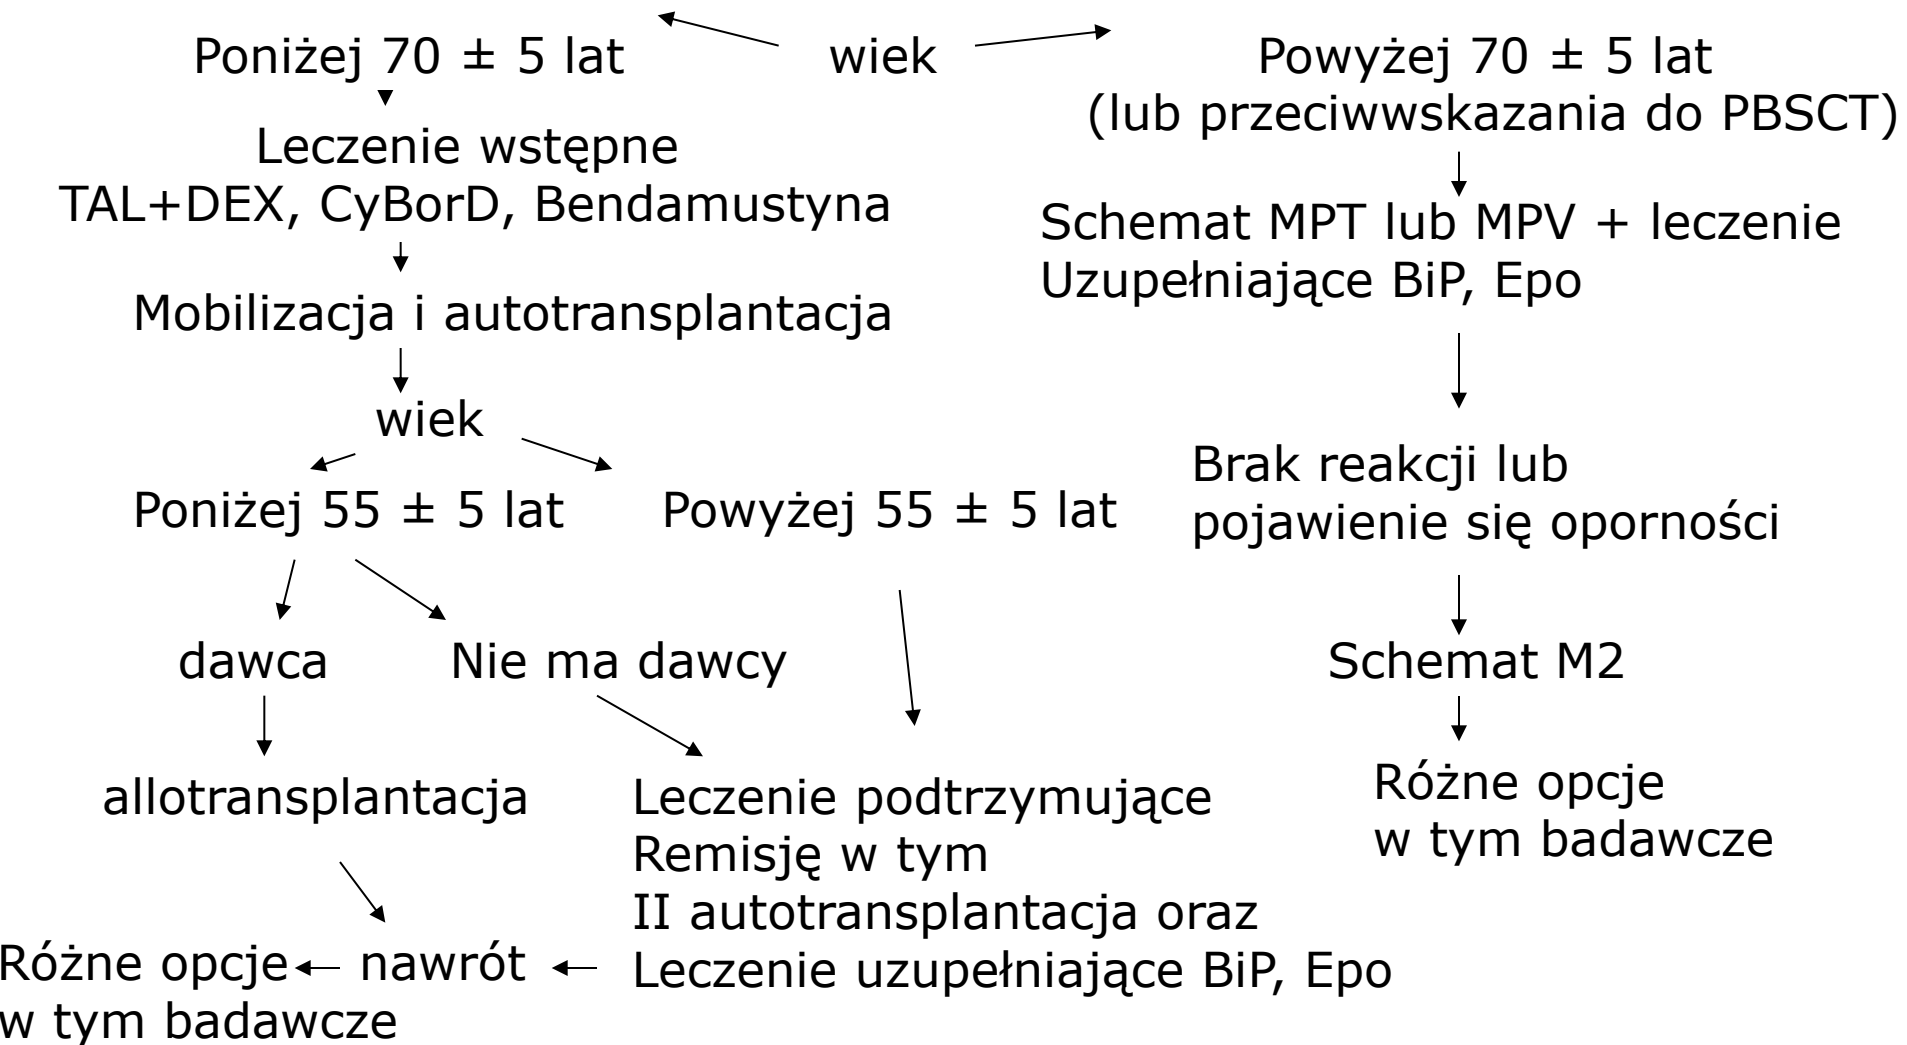 wiek
Poniżej 70 ± 5 lat
Leczenie wstępne
TAL+DEX, CyBorD, Bendamustyna
Mobilizacja i autotransplantacja
wiek
Poniżej 55 ± 5 lat
Powyżej 55 ± 5 lat
dawca
Nie ma dawcy
allotransplantacja
Leczenie podtrzymujące
Remisję w tym
II autotransplantacja oraz
Leczenie uzupełniające BiP, Epo
nawrót
Różne opcje
w tym badawcze
Powyżej 70 ± 5 lat
(lub przeciwwskazania do PBSCT)
Schemat MPT lub MPV + leczenie
Uzupełniające BiP, Epo
Brak reakcji lub
pojawienie się oporności
Schemat M2
Różne opcje
w tym badawcze